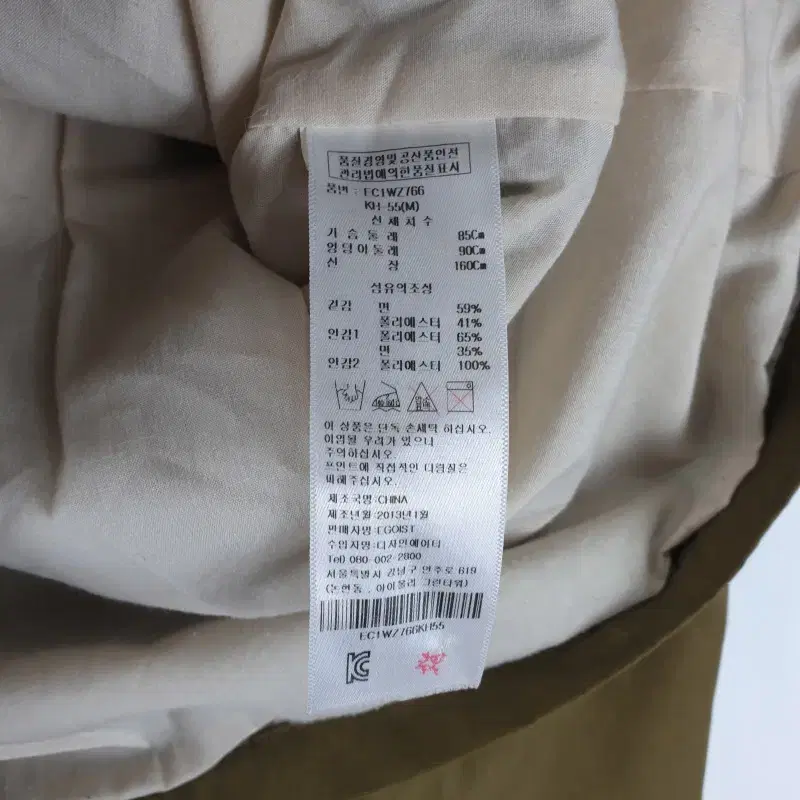 품질경영및공산품안전
관리법에의한품질표시
품번 : EC1WZ766
KH-55(M)
신체치수
가슴둘레 85Cm
엉덩이둘레 90Cm
신장 160Cm
섬유의조성
겉감 면 59%
폴리에스터 41%
안감1 폴리에스터 65%
면 35%
안감2 폴리에스터 100%
이 상품은 단독 손세탁 하십시오.
이염될 우려가 있으니
주의하십시오.
프린트에 직접적인 다림질은
피해주십시오.
제조국명:CHINA
제조년월:2013년1월
판매자명:EGOIST
수입자명:디자인에이티
Tel) 080-002-2800
서울특별시 강남구 언주로 619
(논현동, 아이올리 그린타워)
EC1WZ766KH55